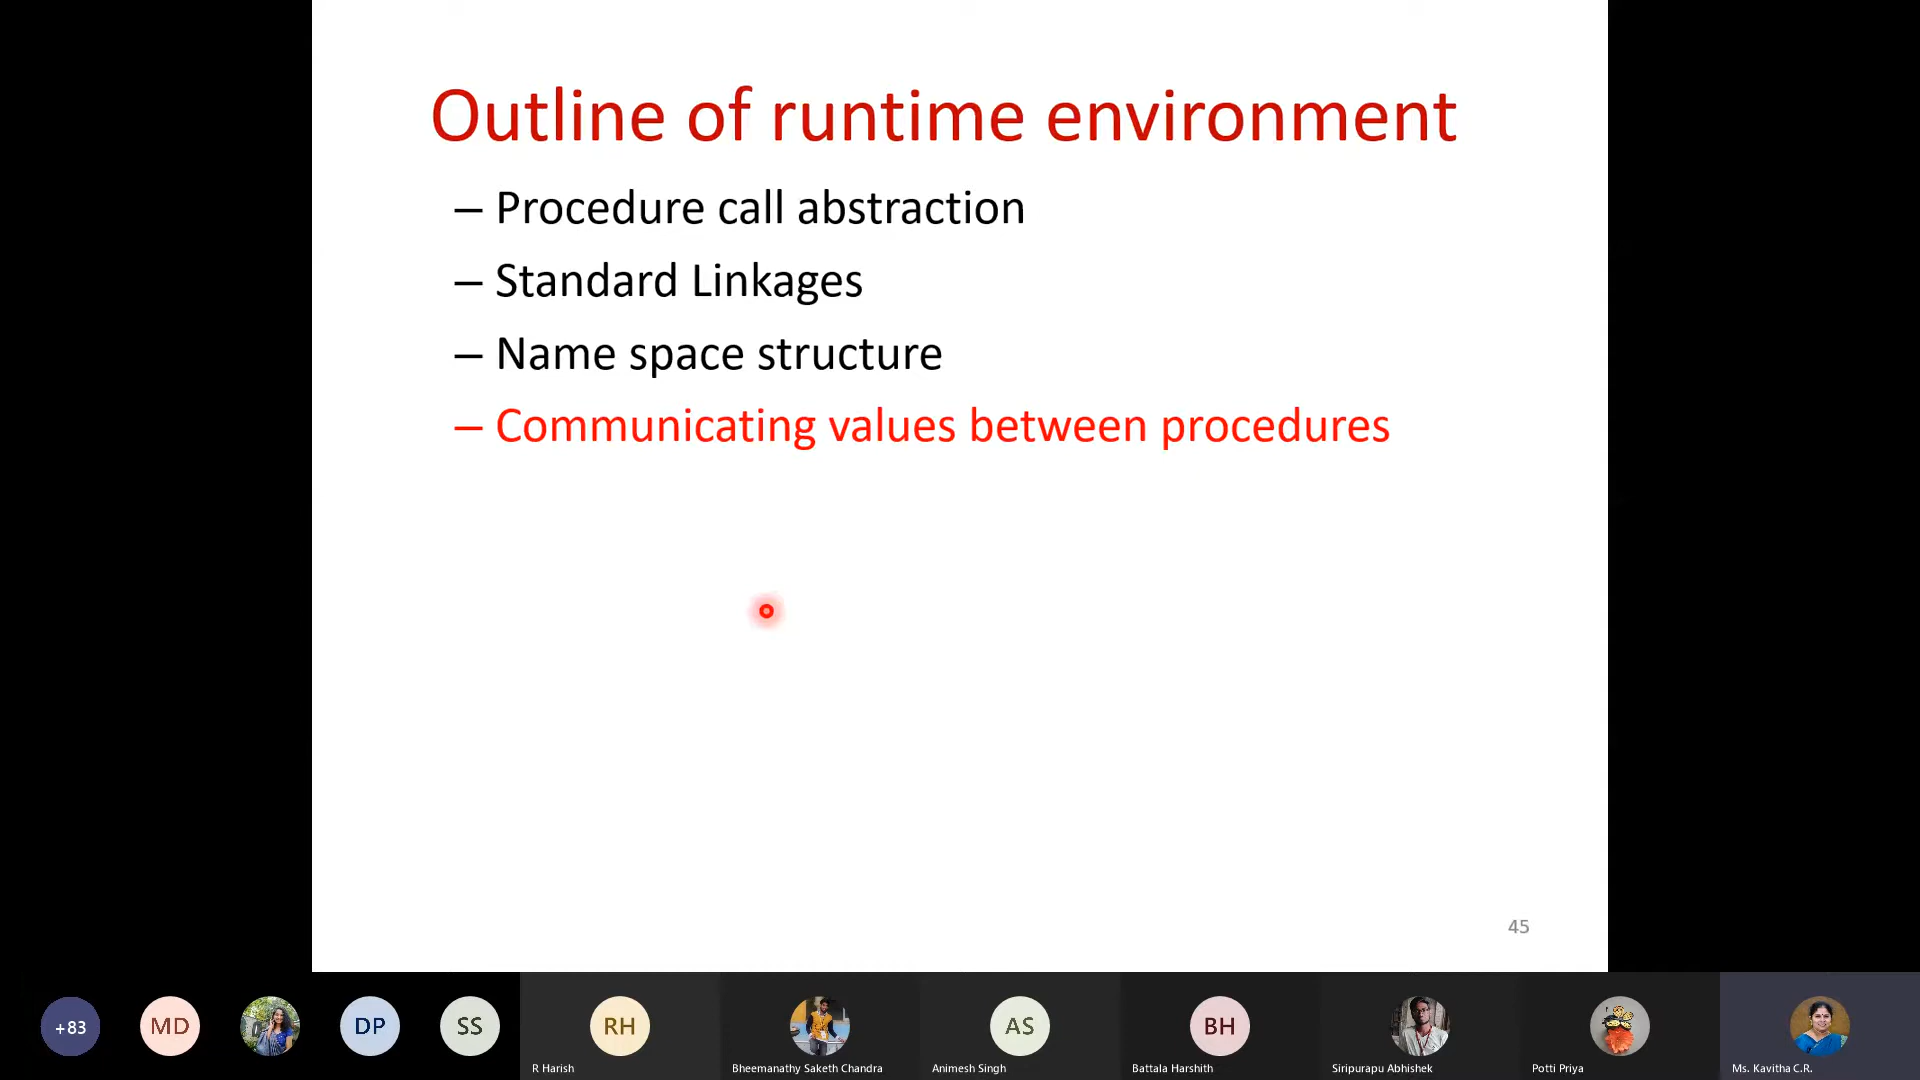 Outline of runtime environment
– Procedure call abstraction
– Standard Linkages
– Name space structure
– Communicating values between procedures
45
+83
MD
DP
SS
RH
AS
BH
R Harish
Bheemanathy Saketh Chandra
Animesh Singh
Battala Harshith
Siripurapu Abhishek
Potti Priya
Ms. Kavitha C.R.